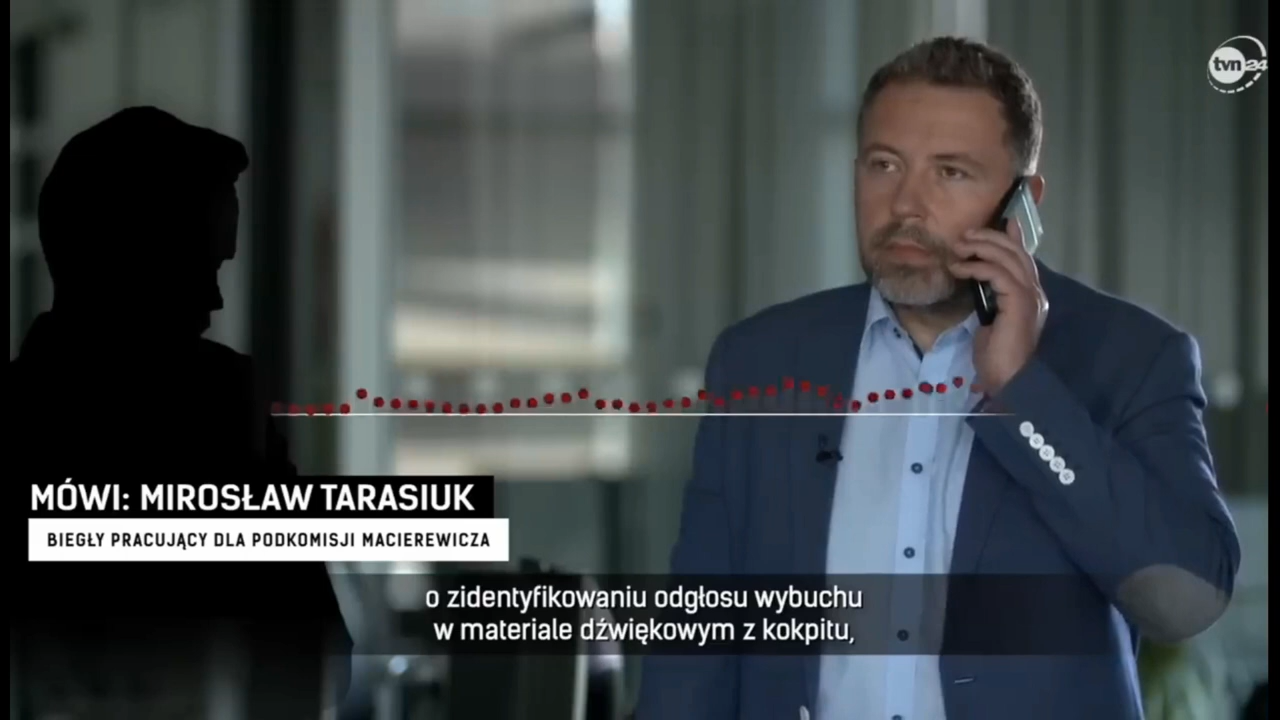 tvn24
MÓWI: MIROSŁAW TARASIUK
BIEGŁY PRACUJĄCY DLA PODKOMISJI MACIEREWICZA
o zidentyfikowaniu odgłosu wybuchu
w materiale dźwiękowym z kokpitu,